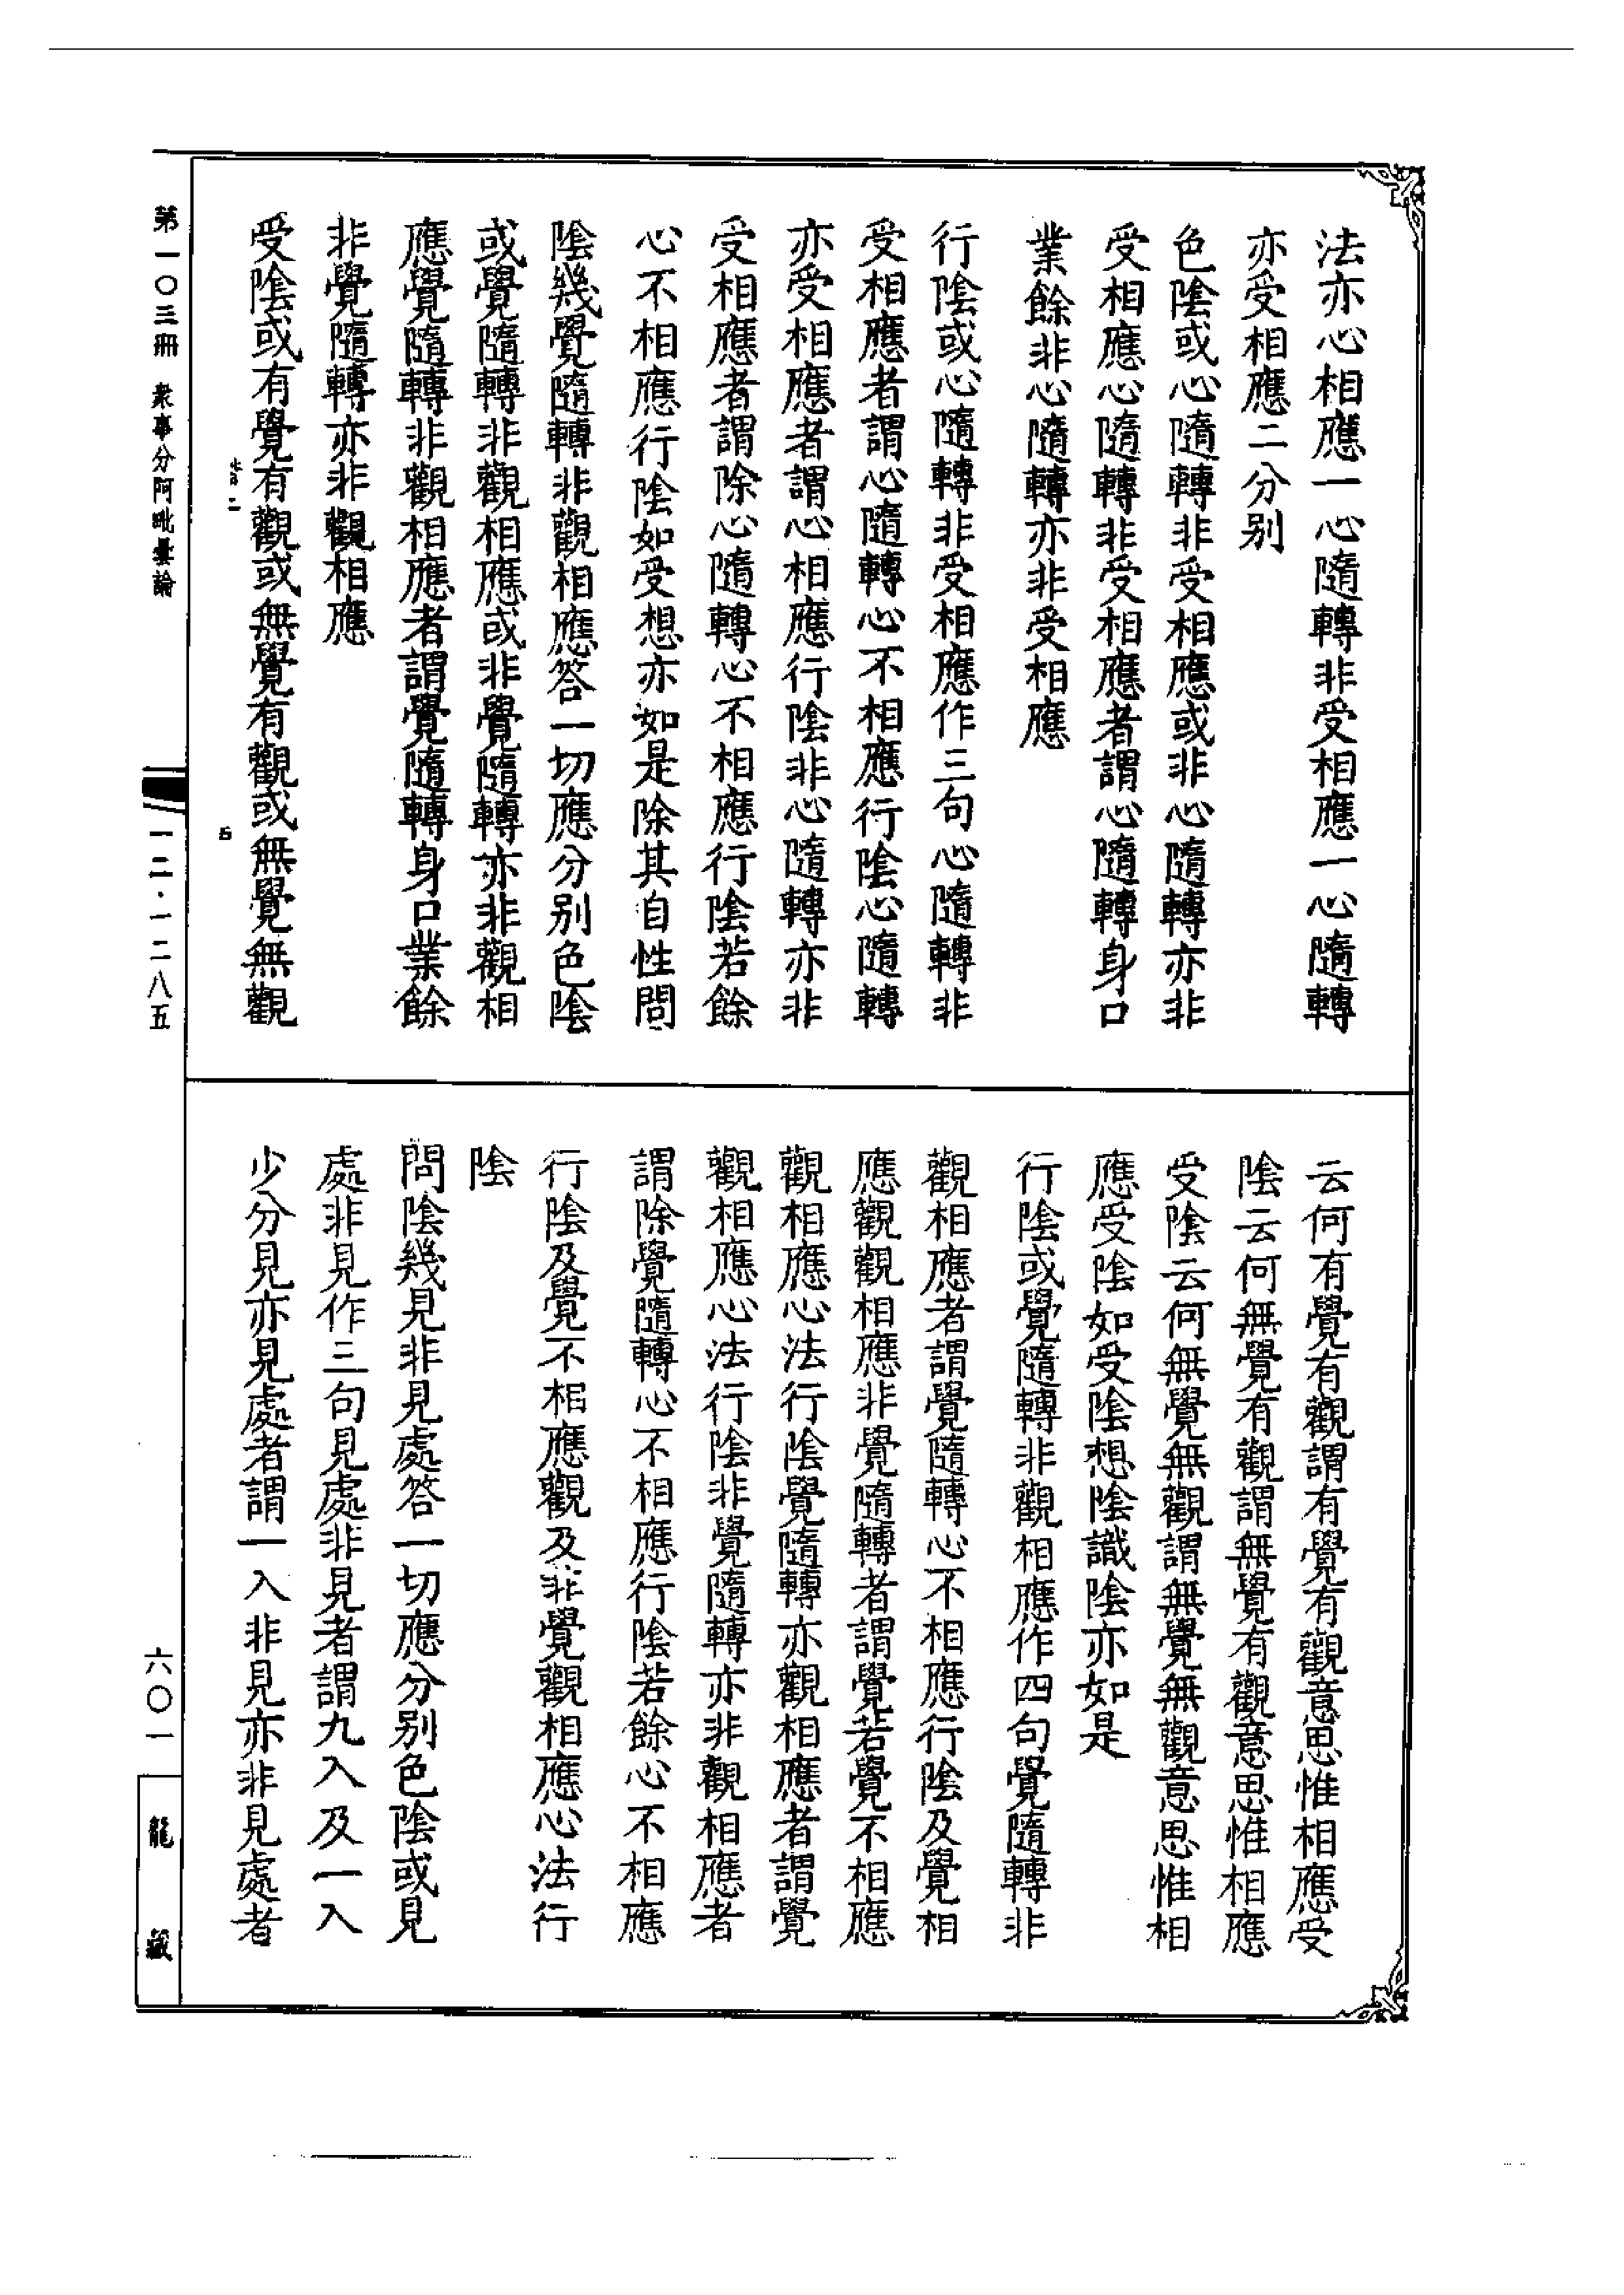 法亦心相應一心隨轉非受相應一心隨轉
亦受相應二分别
色陰或心隨轉非受相應或非心隨轉亦非
受相應心隨轉非受相應者謂心隨轉身口
業餘非心隨轉亦非受相應
行陰或心隨轉非受相應作三句心隨轉非
受相應者謂心隨轉心不相應行陰心隨轉
亦受相應者謂心相應行陰非心隨轉亦非
受相應者謂除心隨轉心不相應行陰若餘
心不相應行陰如受想亦如是除其自性問
陰幾覺隨轉非觀相應答一切應分别色陰
或覺隨轉非觀相應或非覺隨轉亦非觀相
應覺隨轉非觀相應者謂覺隨轉身口業餘
非覺隨轉亦非觀相應
受陰或有覺有觀或無覺有觀或無覺無觀
云何有覺有觀謂有覺有觀意思惟相應受
陰云何無覺有觀謂無覺有觀意思惟相應
受陰云何無覺無觀謂無覺無觀意思惟相
應受陰如受陰想陰識陰亦如是
行陰或覺隨轉非觀相應作四句覺隨轉非
觀相應者謂覺隨轉心不相應行陰及覺相
應觀觀相應非覺隨轉者謂覺若覺不相應
觀相應心法行陰覺隨轉亦觀相應者謂覺
觀相應心法行陰非覺隨轉亦非觀相應者
謂除覺隨轉心不相應行陰若餘心不相應
行陰及覺不相應觀及非覺觀相應心法行
陰
問陰幾見非見處答一切應分别色陰或見
處非見作三句見處非見者謂九入及一入
少分見亦見處者謂一入非見亦非見處者
第一〇三冊 衆事分阿毗曇論
一二·一二八五
六〇一
龍藏
五